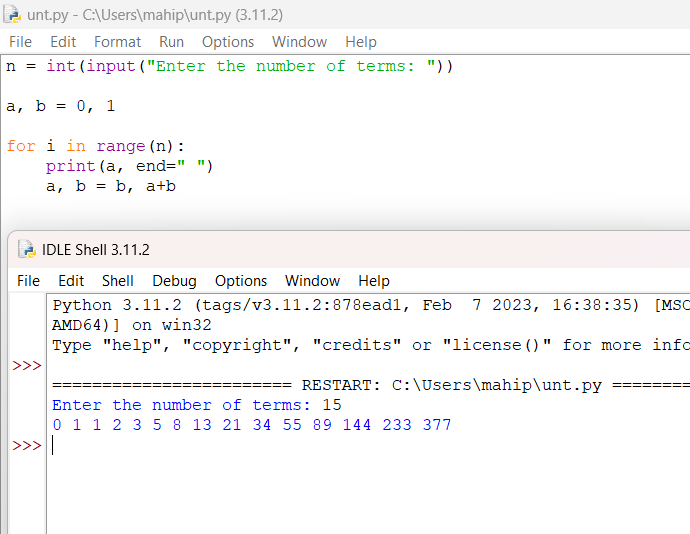 unt.py - C:\Users\mahip\unt.py (3.11.2)
File Edit Format Run Options Window Help
n = int(input("Enter the number of terms: "))
a, b = 0, 1
for i in range(n):
    print(a, end=" ")
    a, b = b, a+b
IDLE Shell 3.11.2
File Edit Shell Debug Options Window Help
Python 3.11.2 (tags/v3.11.2:878ead1, Feb  7 2023, 16:38:35) [MSC
AMD64)] on win32
Type "help", "copyright", "credits" or "license()" for more info
>>>
======================== RESTART: C:\Users\mahip\unt.py ========
Enter the number of terms: 15
0 1 1 2 3 5 8 13 21 34 55 89 144 233 377
>>>